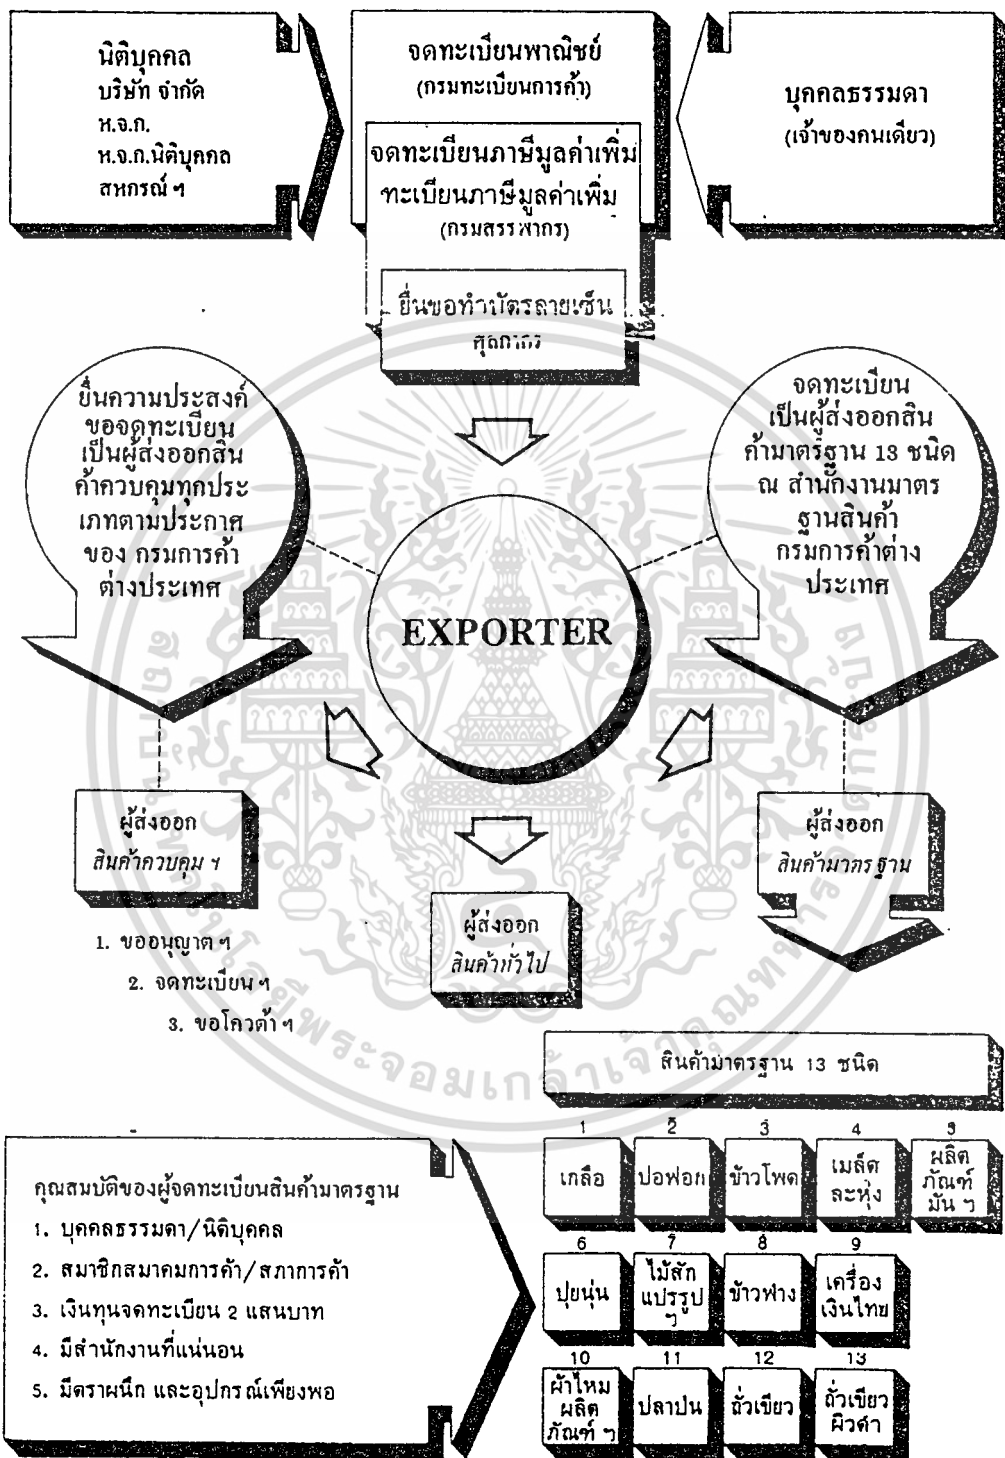 นิติบุคคล
บริษัท จำกัด
ห.จ.ก.
ห.จ.ก.นิติบุคคล
สหกรณ์ ฯ
จดทะเบียนพาณิชย์
(กรมทะเบียนการค้า)
จดทะเบียนภาษีมูลค่าเพิ่ม
ทะเบียนภาษีมูลค่าเพิ่ม
(กรมสรรพากร)
ยื่นขอทำบัตรลายเซ็น
ศุลกากร
บุคคลธรรมดา
(เจ้าของคนเดียว)
ยื่นความประสงค์
ขอจดทะเบียน
เป็นผู้ส่งออกสิน
ค้าควบคุมทุกประ
เภทตามประกาศ
ของ กรมการค้า
ต่างประเทศ
EXPORTER
จดทะเบียน
เป็นผู้ส่งออกสิน
ค้ามาตรฐาน 13 ชนิด
ณ สำนักงานมาตร
ฐานสินค้า
กรมการค้าต่าง
ประเทศ
ผู้ส่งออก
สินค้าควบคุม ฯ
1. ขออนุญาต ฯ
2. จดทะเบียน ฯ
3. ขอโควต้า ฯ
ผู้ส่งออก
สินค้าทั่วไป
ผู้ส่งออก
สินค้ามาตรฐาน
พระจอมเกล้าเจ้าคุณทหาร
สินค้ามาตรฐาน 13 ชนิด
1 2 3 4 5
เกลือ
ปอฟอก
ข้าวโพด
เมล็ด
ละหุ่ง
ผลิต
ภัณฑ์
มัน ฯ
6 7 8 9
ปุยนุ่น
ไม้สัก
แปรรูป
ฯ
ข้าวฟ่าง
เครื่อง
เงินไทย
10 11 12 13
ผ้าไหม
ผลิต
ภัณฑ์ ฯ
ปลาป่น
ถั่วเขียว
ถั่วเขียว
ผิวดำ
คุณสมบัติของผู้จดทะเบียนสินค้ามาตรฐาน
1. บุคคลธรรมดา/นิติบุคคล
2. สมาชิกสมาคมการค้า/สภาการค้า
3. เงินทุนจดทะเบียน 2 แสนบาท
4. มีสำนักงานที่แน่นอน
5. มีตราผนึก และอุปกรณ์เพียงพอ